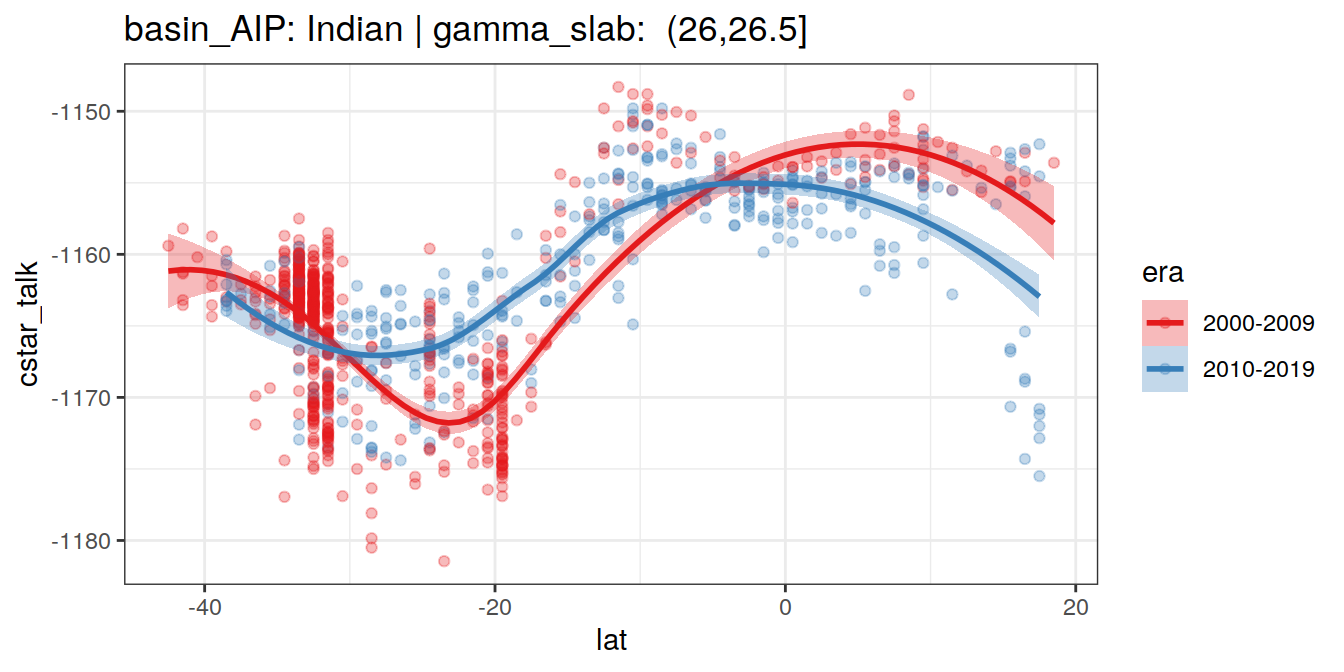 basin_AIP: Indian | gamma_slab:  (26,26.5]
-1150
-1160
-1170
-1180
cstar_talk
-40
-20
0
20
lat
era
2000-2009
2010-2019